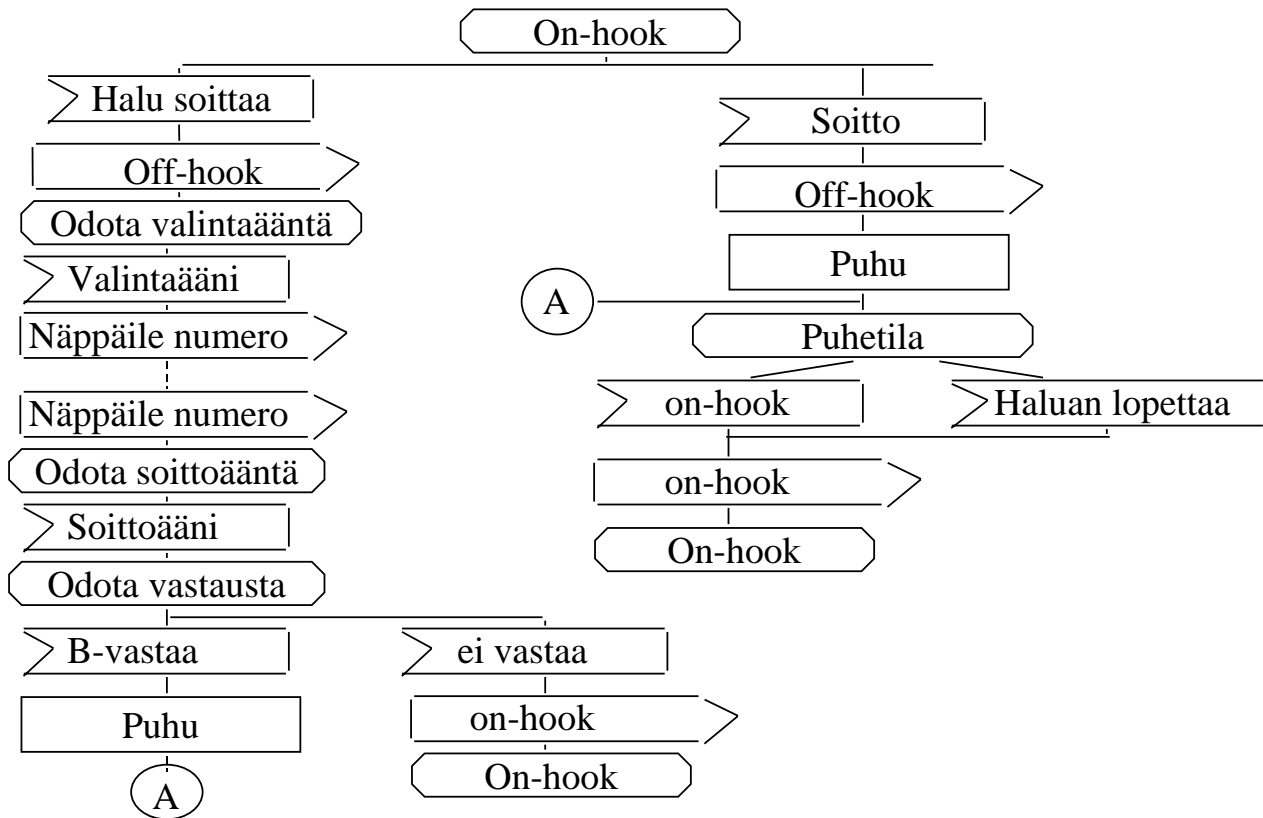 On-hook
Halu soittaa
Off-hook
Odota valintaääntä
Valintaääni
Näppäile numero
Näppäile numero
Odota soittoääntä
Soittoääni
Odota vastausta
B-vastaa
Puhu
A
ei vastaa
on-hook
On-hook
Soitto
Off-hook
Puhu
A
Puhetila
on-hook
Haluan lopettaa
on-hook
On-hook